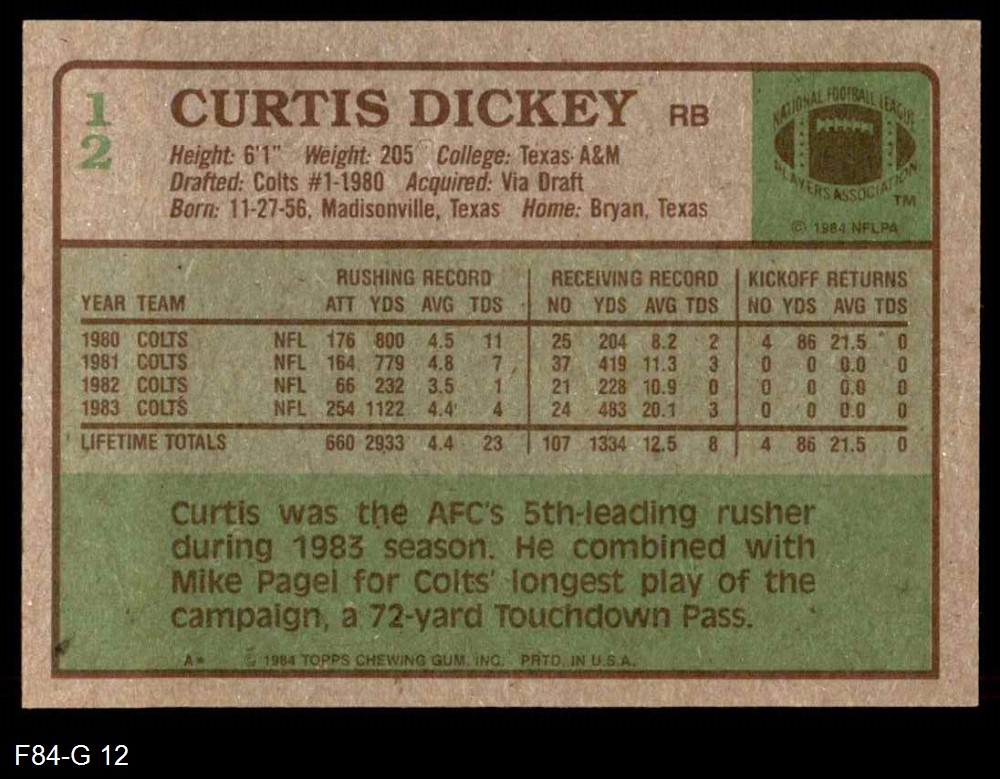 12
CURTIS DICKEY RB
Height: 6'1" Weight: 205 College: Texas A&M
Drafted: Colts #1-1980 Acquired: Via Draft
Born: 11-27-56, Madisonville, Texas Home: Bryan, Texas
NATIONAL FOOTBALL LEAGUE
PLAYERS ASSOCIATION
TM
© 1984 NFLPA
RUSHING RECORD RECEIVING RECORD KICKOFF RETURNS
YEAR TEAM ATT YDS AVG TDS NO YDS AVG TDS NO YDS AVG TDS
1980 COLTS NFL 176 800 4.5 11 25 204 8.2 2 4 86 21.5 0
1981 COLTS NFL 164 779 4.8 7 37 419 11.3 3 0 0 0.0 0
1982 COLTS NFL 66 232 3.5 1 21 228 10.9 0 0 0 0.0 0
1983 COLTS NFL 254 1122 4.4 4 24 483 20.1 3 0 0 0.0 0
LIFETIME TOTALS 660 2933 4.4 23 107 1334 12.5 8 4 86 21.5 0
Curtis was the AFC's 5th-leading rusher
during 1983 season. He combined with
Mike Pagel for Colts' longest play of the
campaign, a 72-yard Touchdown Pass.
A* © 1984 TOPPS CHEWING GUM, INC. PRTD. IN U.S.A.
F84-G 12